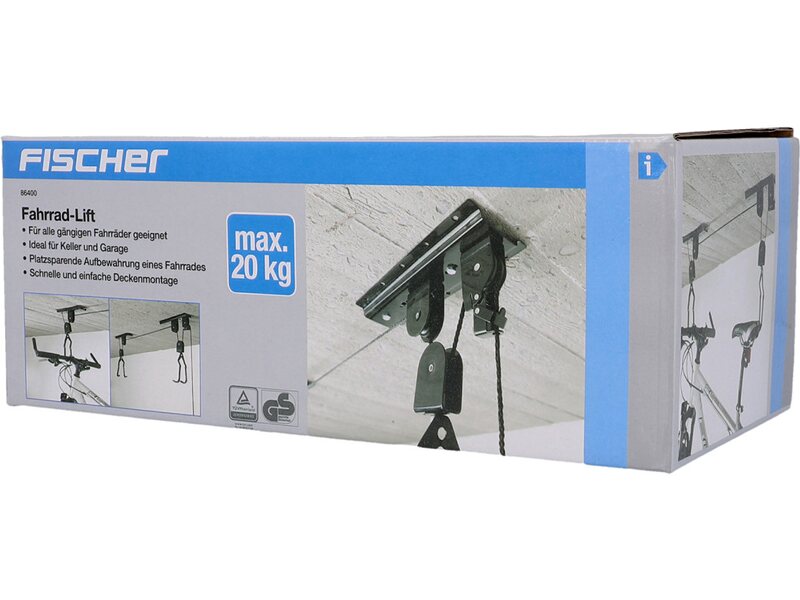 FISCHER
86400
Fahrrad-Lift
• Für alle gängigen Fahrräder geeignet
• Ideal für Keller und Garage
• Platzsparende Aufbewahrung eines Fahrrades
• Schnelle und einfache Deckenmontage
max.
20 kg
i
GS